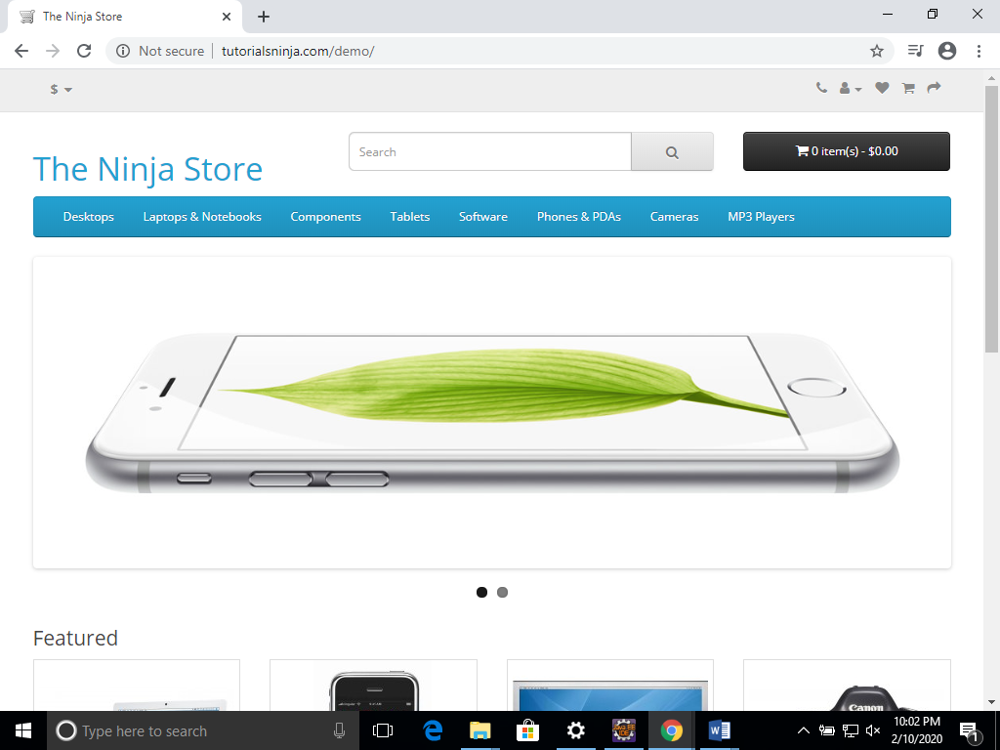 The Ninja Store
Not secure tutorialsninja.com/demo/
$
The Ninja Store
Search
0 item(s) - $0.00
Desktops Laptops & Notebooks Components Tablets Software Phones & PDAs Cameras MP3 Players
Featured
Canon
Type here to search
10:02 PM
2/10/2020
1